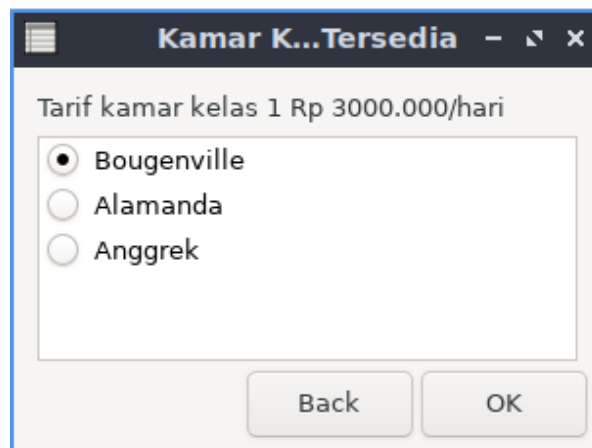 Kamar K...Tersedia
Tarif kamar kelas 1 Rp 3000.000/hari
Bougenville
Alamanda
Anggrek
Back OK